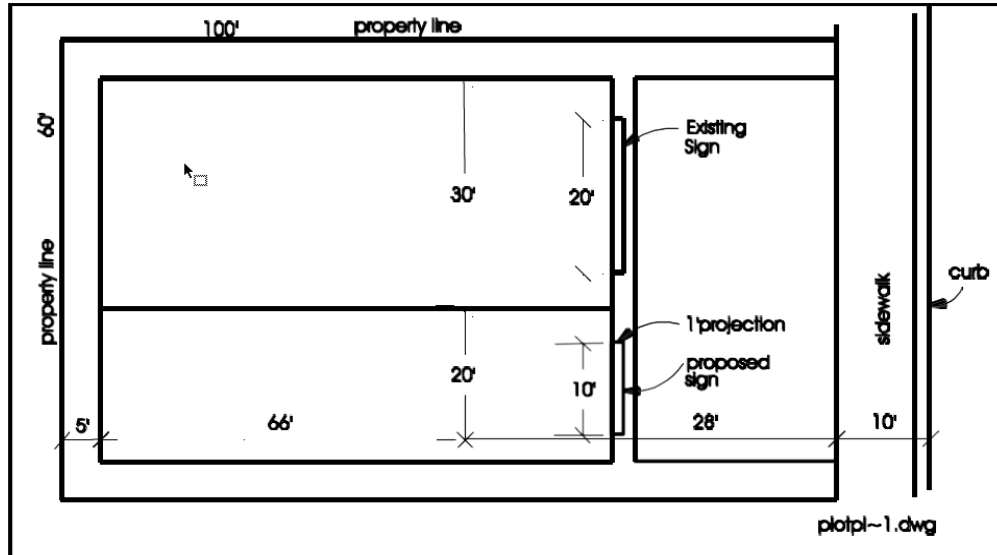 100'
property line
60'
Existing
Sign
30'
20'
property line
sidewalk
curb
1'projection
20'
proposed
sign
10'
5'
66'
28'
10'
plotpl~1.dwg